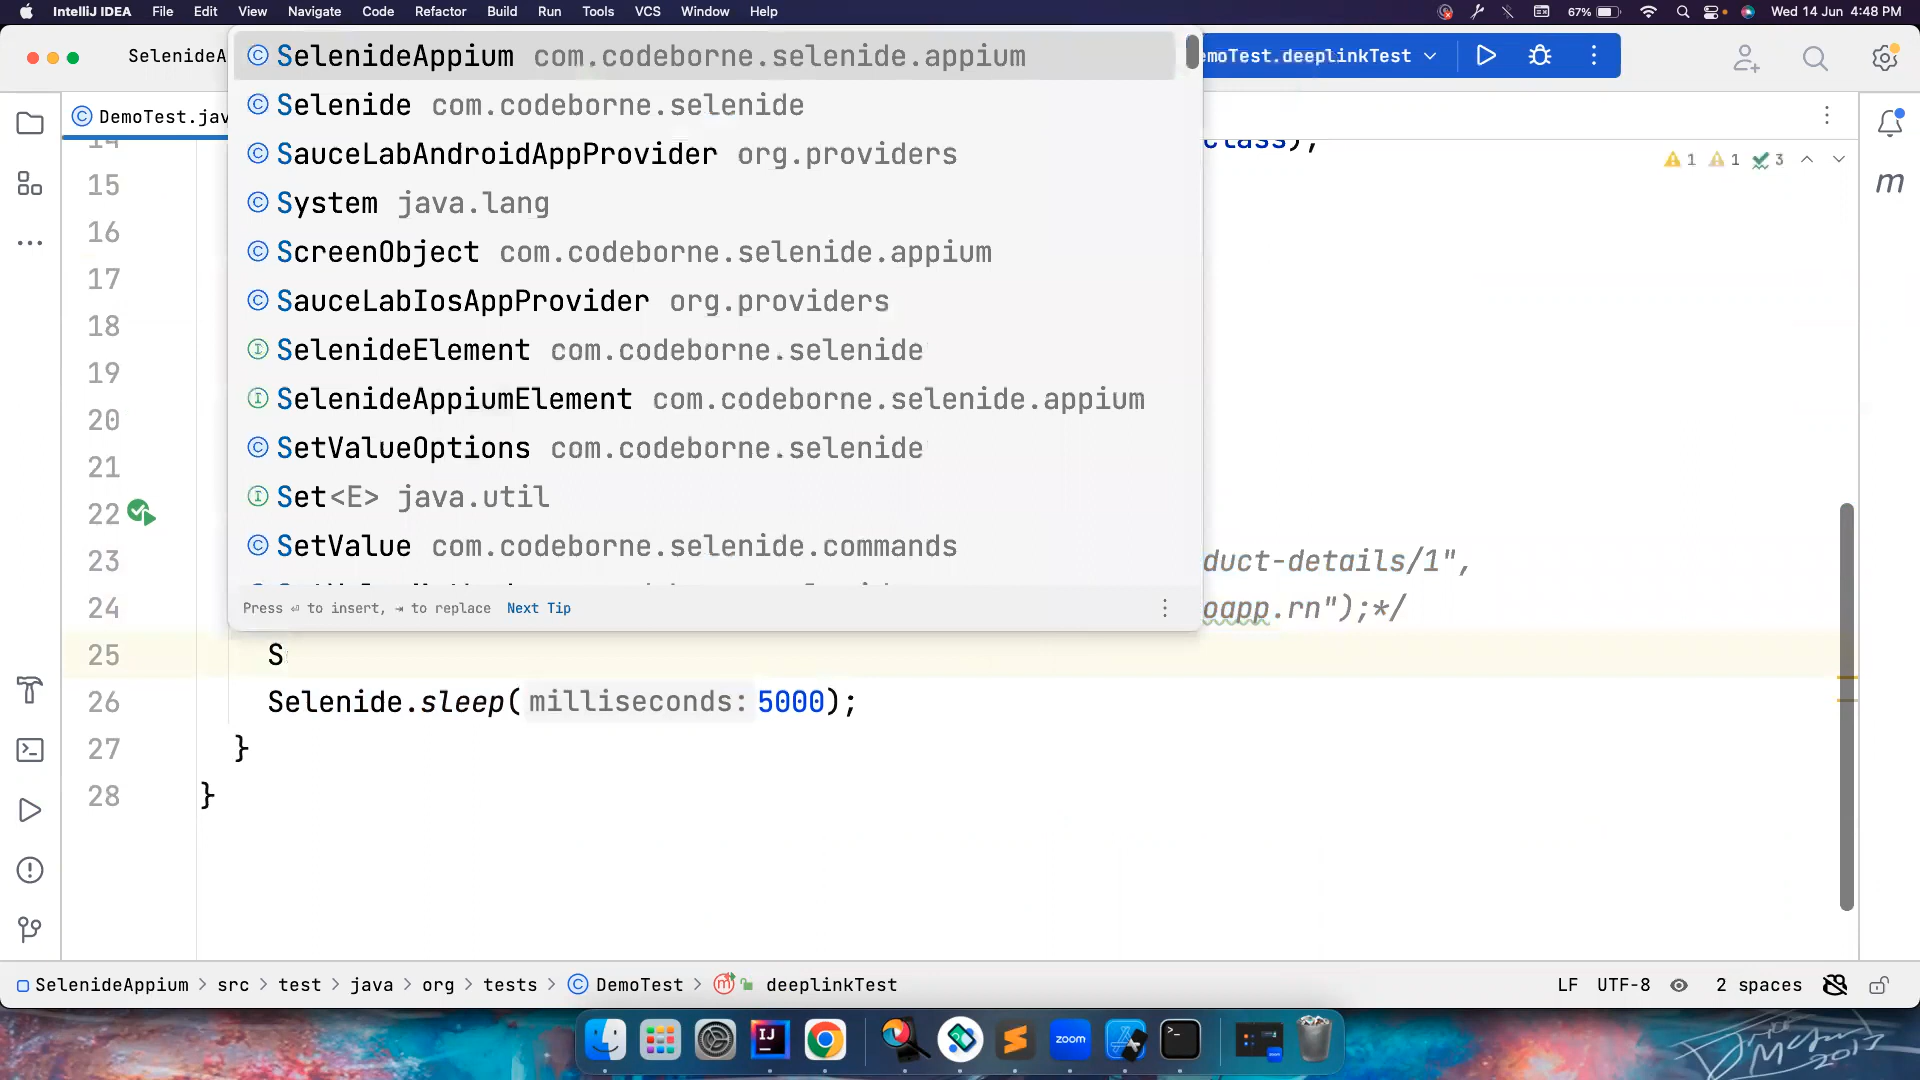 IntelliJ IDEA File Edit View Navigate Code Refactor Build Run Tools VCS Window Help 67% Wed 14 Jun 4:48 PM
SelenideA
moTest.deeplinkTest
DemoTest.jav
SelenideAppium com.codeborne.selenide.appium
Selenide com.codeborne.selenide
SauceLabAndroidAppProvider org.providers
System java.lang
ScreenObject com.codeborne.selenide.appium
SauceLabIosAppProvider org.providers
SelenideElement com.codeborne.selenide
SelenideAppiumElement com.codeborne.selenide.appium
SetValueOptions com.codeborne.selenide
Set<E> java.util
SetValue com.codeborne.selenide.commands
Press ⏎ to insert, ⇥ to replace Next Tip
14 class);
1 1 3
m
15
16
17
18
19
20
21
22
23 duct-details/1",
24 oapp.rn");*/
25 S
26 Selenide.sleep( milliseconds: 5000);
27 }
28 }
SelenideAppium > src > test > java > org > tests > DemoTest > deeplinkTest LF UTF-8 2 spaces
IJ
zoom
zoom
2017